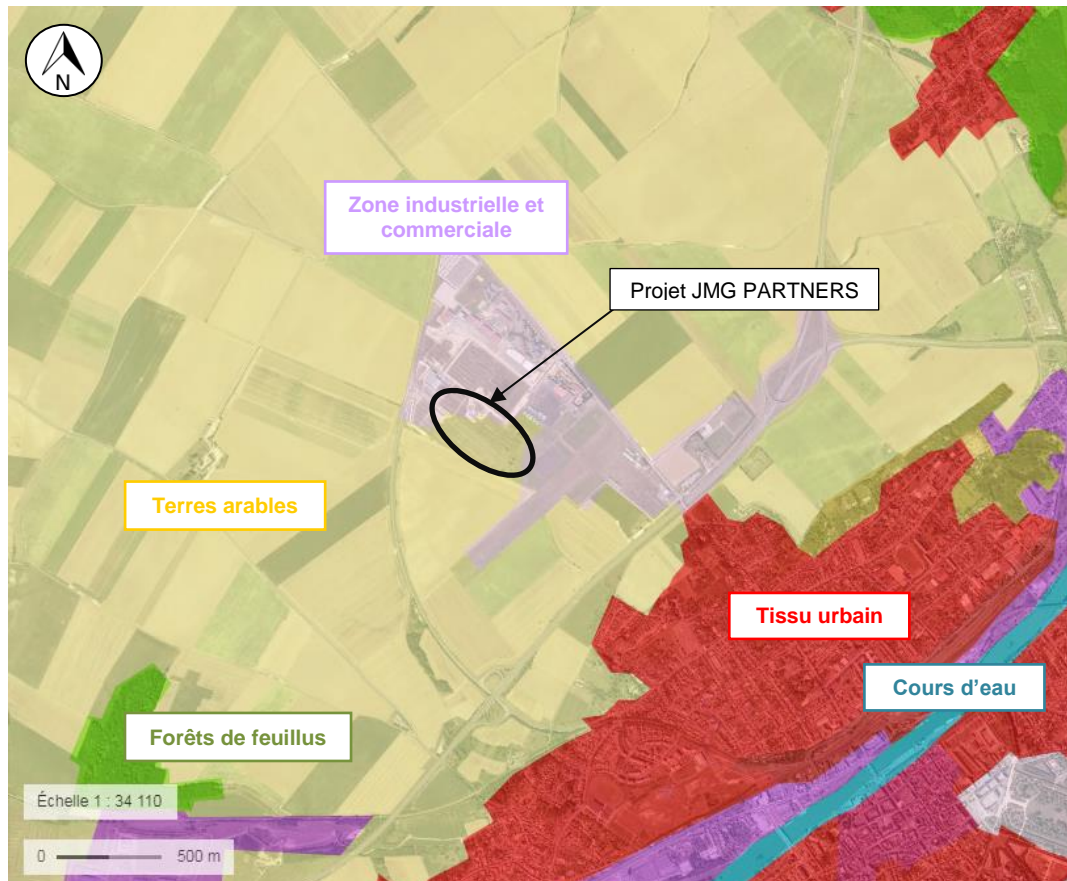 N
Zone industrielle et
commerciale
Projet JMG PARTNERS
Terres arables
Tissu urbain
Cours d'eau
Forêts de feuillus
Échelle 1 : 34 110
0 500 m